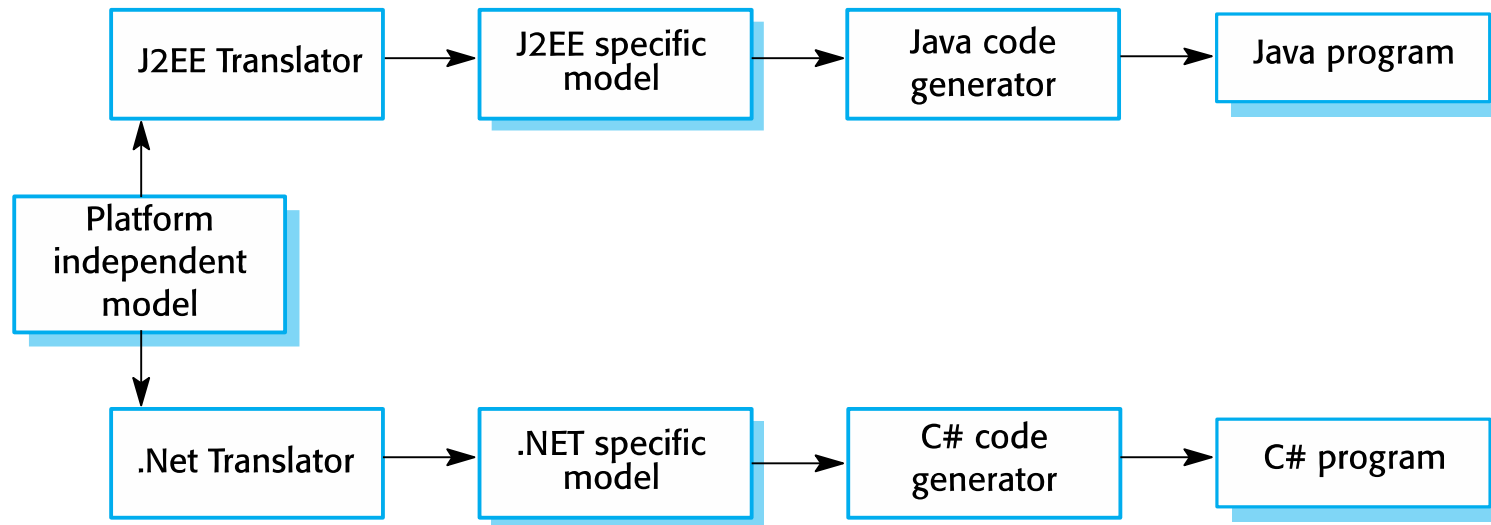 J2EE Translator
J2EE specific
model
Java code
generator
Java program
Platform
independent
model
.Net Translator
.NET specific
model
C# code
generator
C# program